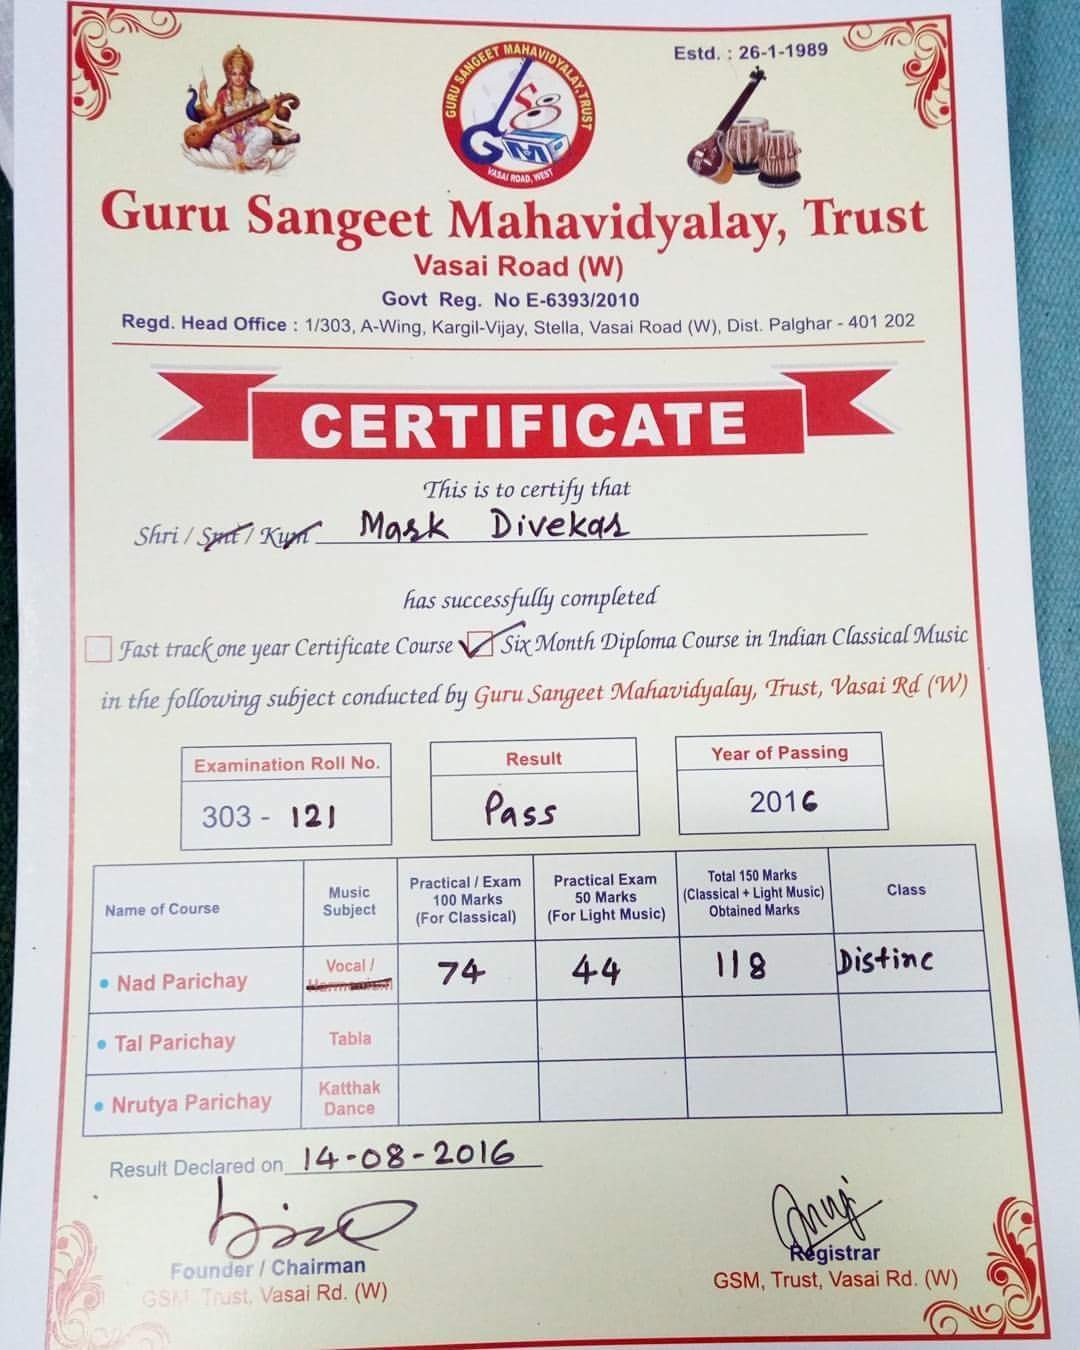 GURU SANGEET MAHAVIDYALAY, TRUST
GMP
VASAI ROAD, WEST
Estd. : 26-1-1989
Guru Sangeet Mahavidyalay, Trust
Vasai Road (W)
Govt Reg. No E-6393/2010
Regd. Head Office : 1/303, A-Wing, Kargil-Vijay, Stella, Vasai Road (W), Dist. Palghar - 401 202
CERTIFICATE
This is to certify that
Shri / Smt / Kum Mark Divekar
has successfully completed
Fast track one year Certificate Course Six Month Diploma Course in Indian Classical Music
in the following subject conducted by Guru Sangeet Mahavidyalay, Trust, Vasai Rd (W)
Examination Roll No.
303 - 121
Result
Pass
Year of Passing
2016
Name of Course
Music
Subject
Practical / Exam
100 Marks
(For Classical)
Practical Exam
50 Marks
(For Light Music)
Total 150 Marks
(Classical + Light Music)
Obtained Marks
Class
Nad Parichay
Vocal /
Harmonium
74
44
118
Distinc
Tal Parichay
Tabla
Nrutya Parichay
Katthak
Dance
Result Declared on 14-08-2016
Founder / Chairman
GSM, Trust, Vasai Rd. (W)
Registrar
GSM, Trust, Vasai Rd. (W)